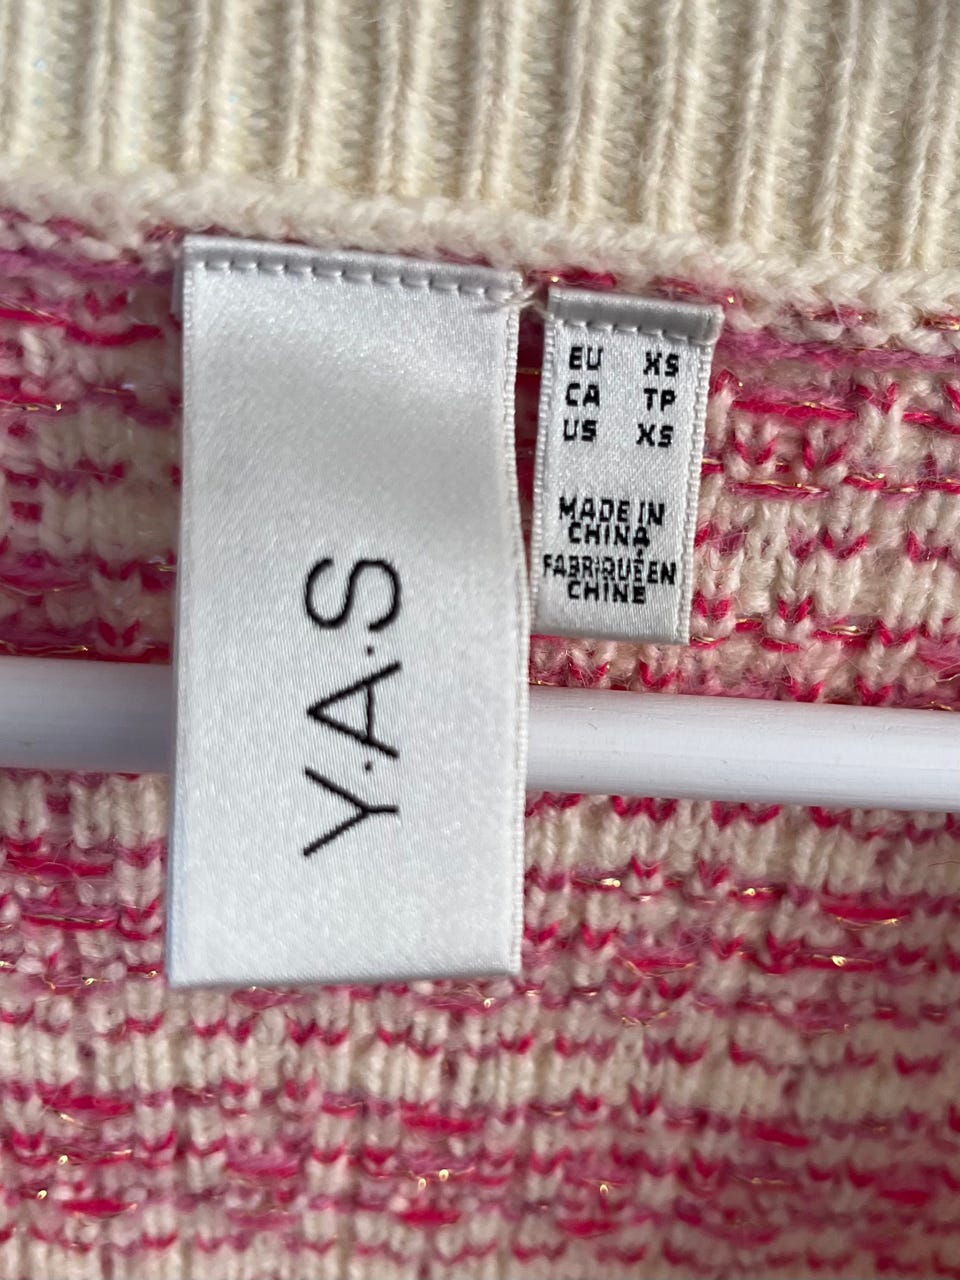 Y.A.S
EU XS
CA TP
US XS
MADE IN
CHINA
FABRIQUÉ EN
CHINE